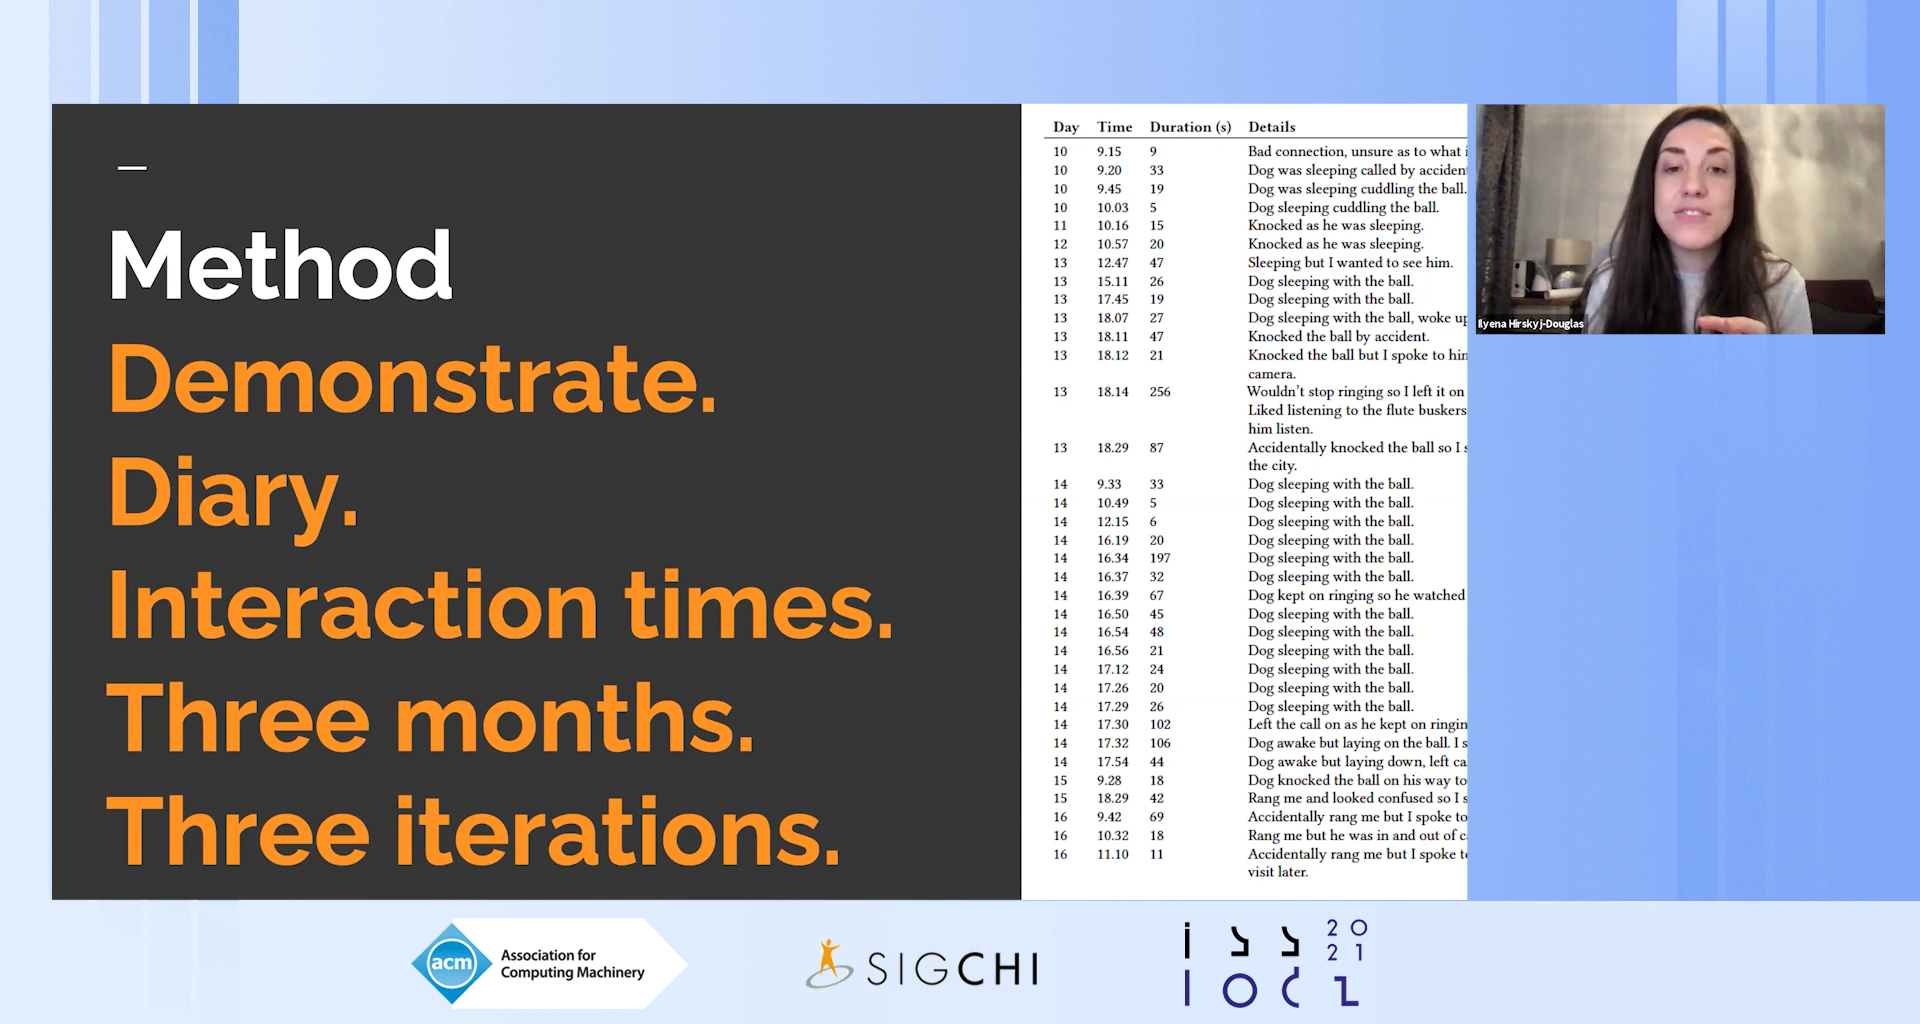 Method
Demonstrate.
Diary.
Interaction times.
Three months.
Three iterations.
Day Time Duration (s) Details
10 9.15 9 Bad connection, unsure as to what
10 9.20 33 Dog was sleeping called by acciden
10 9.45 19 Dog was sleeping cuddling the ball.
10 10.03 5 Dog sleeping cuddling the ball.
11 10.16 15 Knocked as he was sleeping.
12 10.57 20 Knocked as he was sleeping.
13 12.47 47 Sleeping but I wanted to see him.
13 15.11 26 Dog sleeping with the ball.
13 17.45 19 Dog sleeping with the ball.
13 18.07 27 Dog sleeping with the ball, woke up
13 18.11 47 Knocked the ball by accident.
13 18.12 21 Knocked the ball but I spoke to him
camera.
13 18.14 256 Wouldn't stop ringing so I left it on
Liked listening to the flute buskers
him listen.
13 18.29 87 Accidentally knocked the ball so I s
the city.
14 9.33 33 Dog sleeping with the ball.
14 10.49 5 Dog sleeping with the ball.
14 12.15 6 Dog sleeping with the ball.
14 16.19 20 Dog sleeping with the ball.
14 16.34 197 Dog sleeping with the ball.
14 16.37 32 Dog sleeping with the ball.
14 16.39 67 Dog kept on ringing so he watched
14 16.50 45 Dog sleeping with the ball.
14 16.54 48 Dog sleeping with the ball.
14 16.56 21 Dog sleeping with the ball.
14 17.12 24 Dog sleeping with the ball.
14 17.26 20 Dog sleeping with the ball.
14 17.29 26 Dog sleeping with the ball.
14 17.30 102 Left the call on as he kept on ringin
14 17.32 106 Dog awake but laying on the ball. I s
14 17.54 44 Dog awake but laying down, left ca
15 9.28 18 Dog knocked the ball on his way to
15 18.29 42 Rang me and looked confused so I s
16 9.42 69 Accidentally rang me but I spoke to
16 10.32 18 Rang me but he was in and out of c
16 11.10 11 Accidentally rang me but I spoke to
visit later.
Ilyena Hirskyj-Douglas
acm
Association for
Computing Machinery
SIGCHI
iss 2021